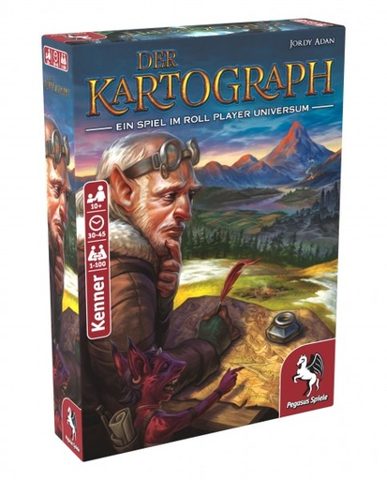 JORDY ADAN
DER
KARTOGRAPH
EIN SPIEL IM ROLL PLAYER UNIVERSUM
Kenner
10+
30-45
1-100
Pegasus Spiele